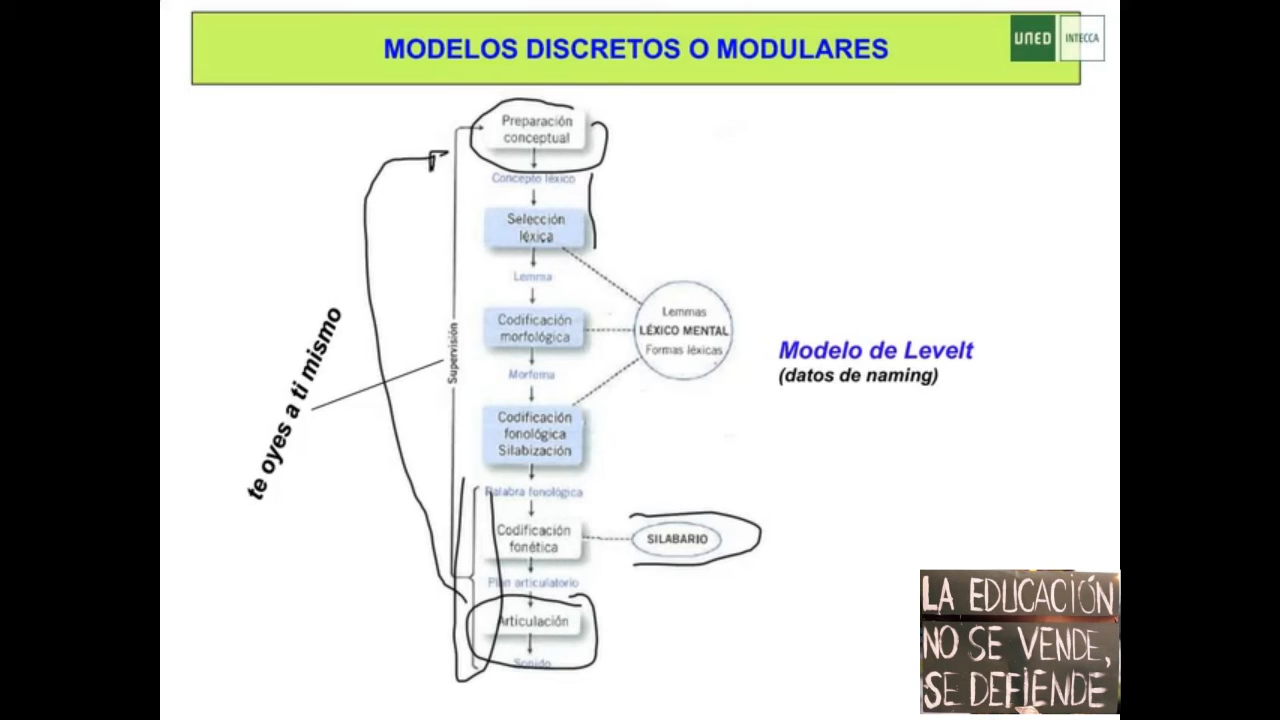 MODELOS DISCRETOS O MODULARES
UNED
INTECCA
Preparación
conceptual
Concepto léxico
Selección
léxica
Lemma
Codificación
morfológica
Morfema
Codificación
fonológica
Silabización
Palabra fonológica
Codificación
fonética
Plan articulatorio
Articulación
Sonido
Supervisión
te oyes a ti mismo
Lemmas
LÉXICO MENTAL
Formas léxicas
SILABARIO
Modelo de Levelt
(datos de naming)
LA EDUCACIÓN
NO SE VENDE,
SE DEFIENDE